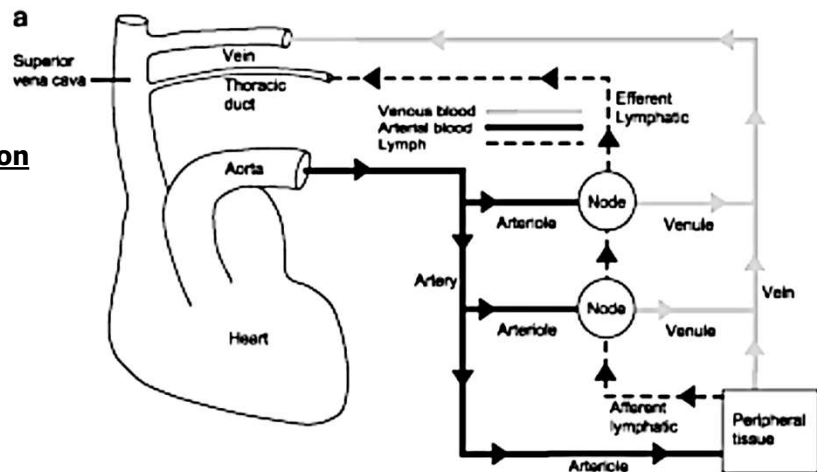 a
Superior
vena cava
Vein
Thoracic
duct
Venous blood
Arterial blood
Lymph
Efferent
Lymphatic
on
Aorta
Node
Arteriole
Venule
Artery
Node
Vein
Arteriole
Venule
Heart
Afferent
lymphatic
Peripheral
tissue
Arteriole